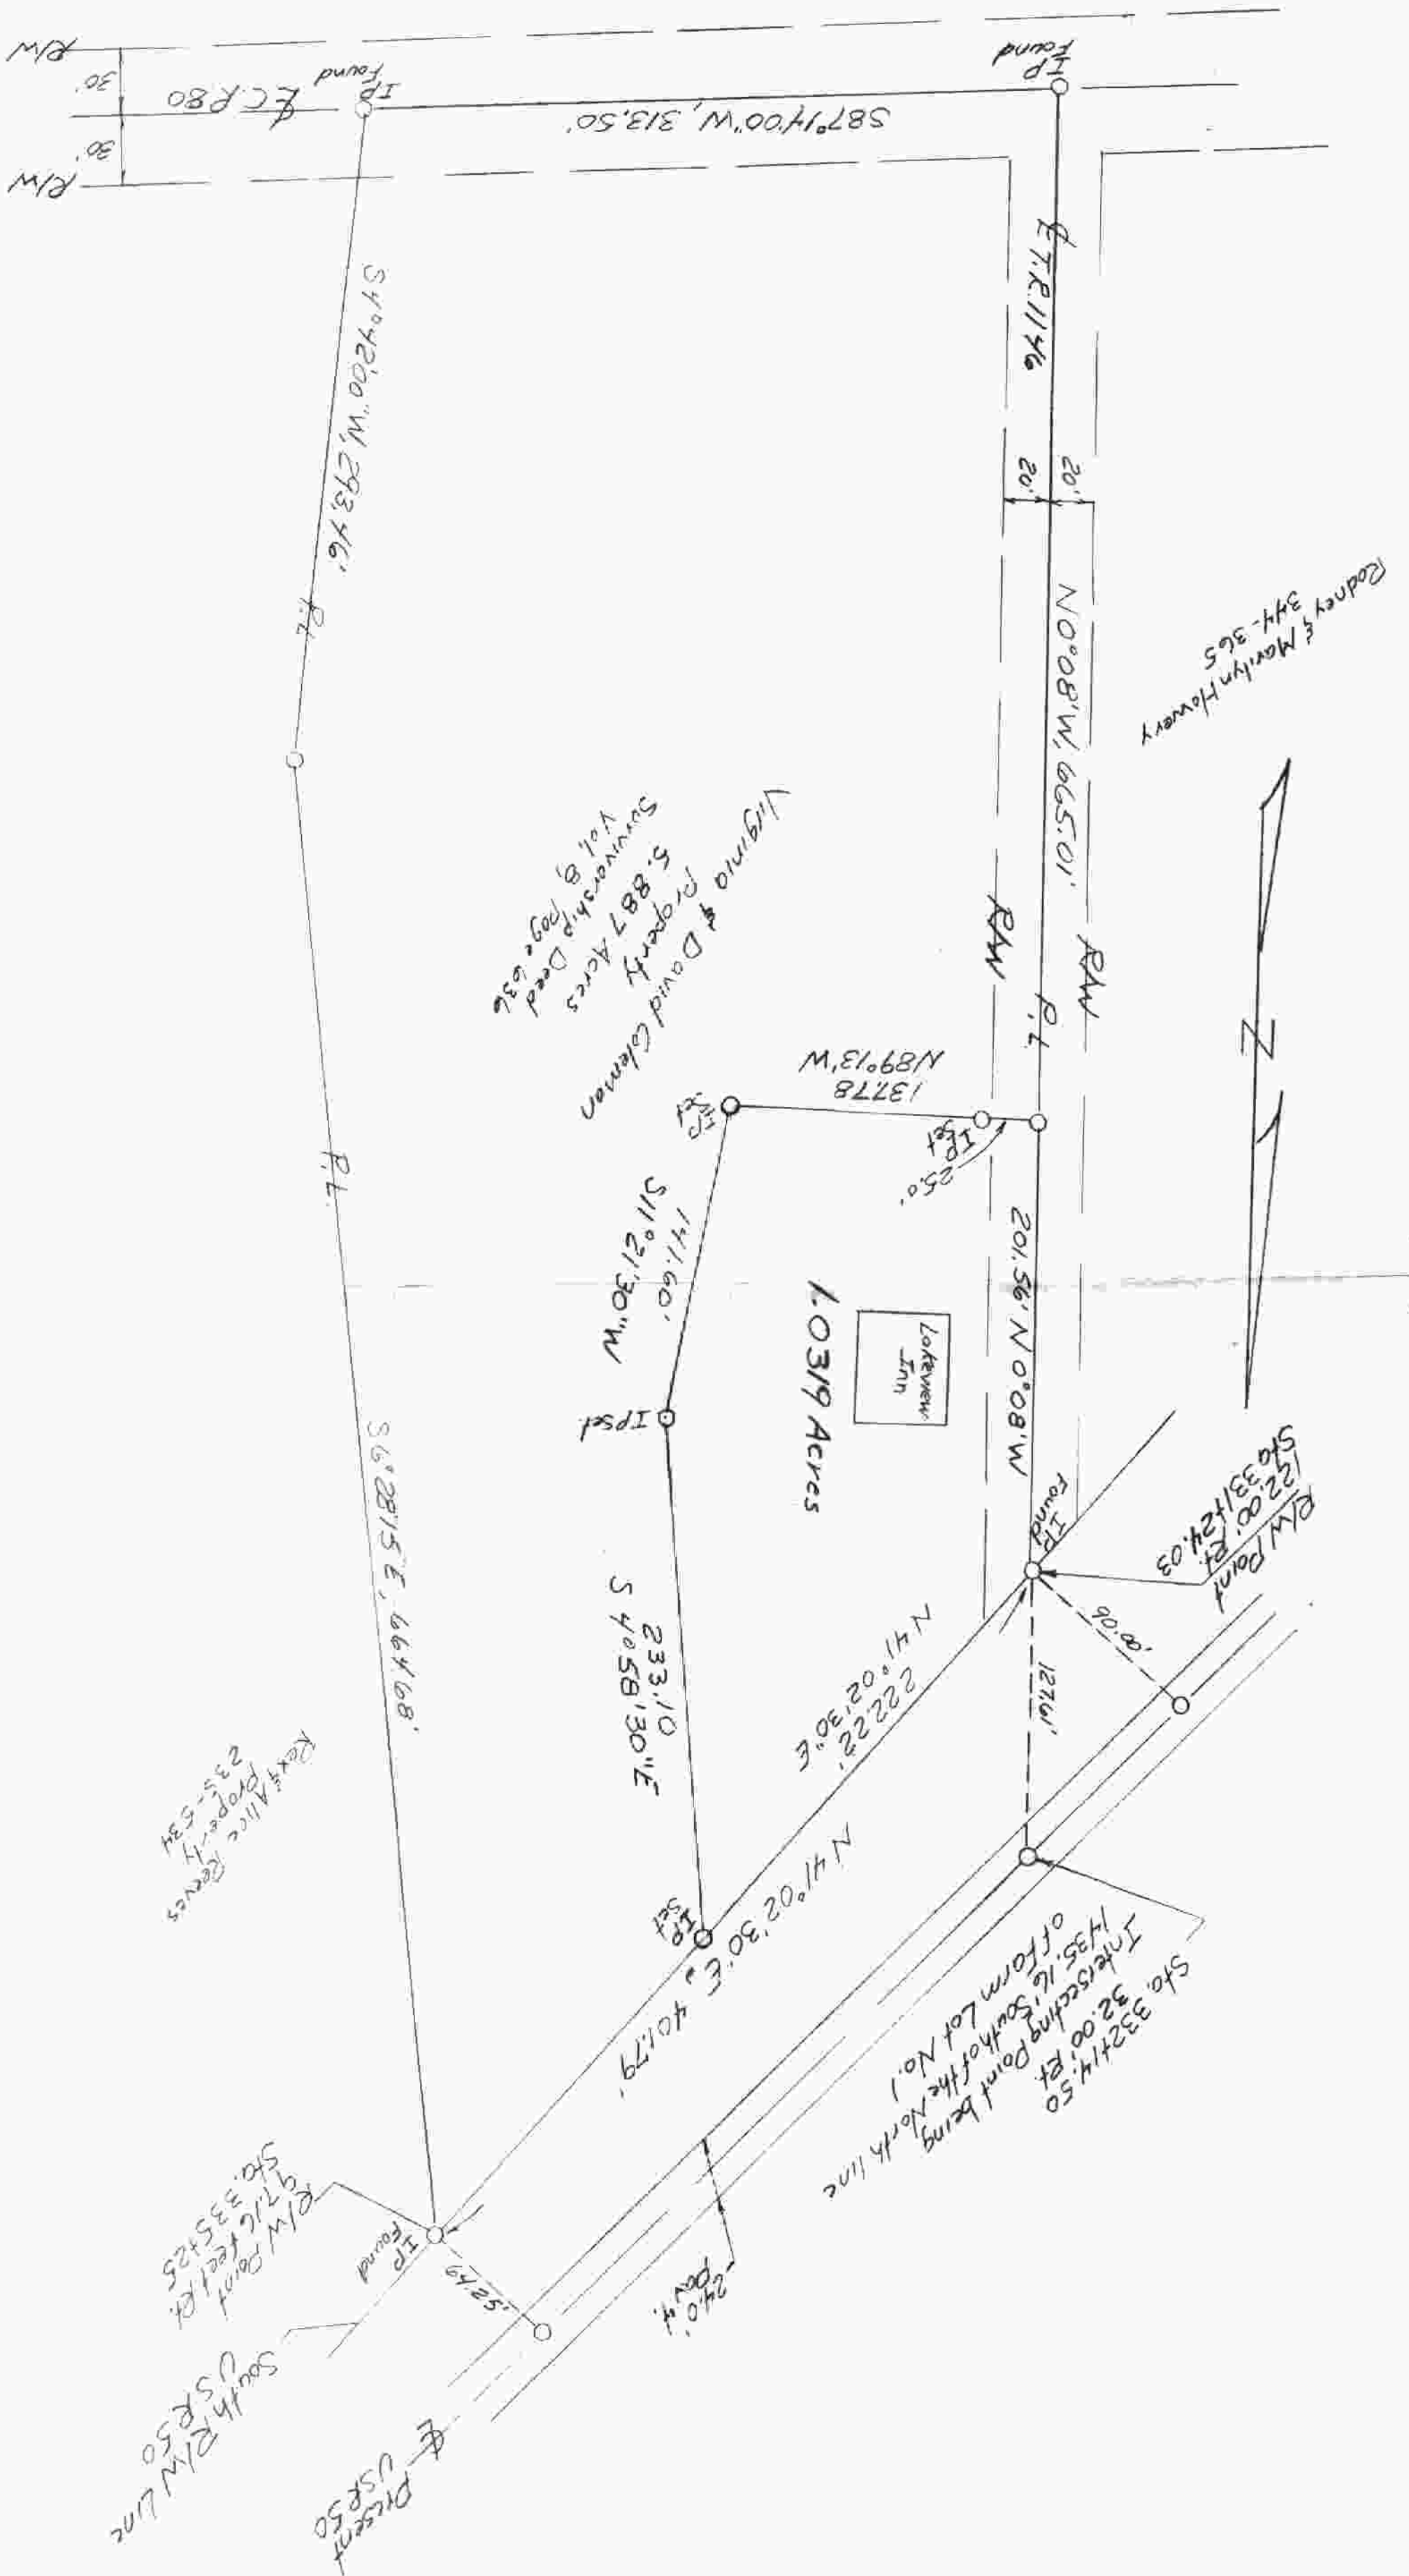 R/W
30'
30'
R/W
℄ C.R.80
IP
Found
S87°14'00"W, 313.50'
IP
Found
℄ T.R.1146
20'
20'
N0°08'W, 665.01'
R/W
R/W
P.L.
Rodney & Marilyn Howery
344-365
N
S4°42'00"W, 293.46'
P.L.
P.L.
S6°28'15"E, 664.68'
Virginia & David Coleman
Property
5.887 Acres
Survivorship Deed
Vol. 8, Page 636
137.78
N89°13'W
IP
Set
IP
Set
25.0'
141.60'
S11°21'30"W
IP Set
201.56' N0°08'W
Lakeview
Inn
1.0319 Acres
233.10
S 4°58'30"E
IP
Found
R/W Point
122.00' Rt.
Sta 331+24.03
90.00'
127.61'
222.22'
N41°02'30"E
IP
Set
N41°02'30"E, 401.79'
Sta. 332+14.50
32.00' Rt.
Intersecting Point being
1435.16' South of the North line
of Farm Lot No.1
Rex & Alice Reeves
Property
235-534
R/W Point
97.16 feet Rt.
Sta. 335+25
IP
Found
24.0'
Pav't.
South R/W Line
USR50
℄ Present
USR50